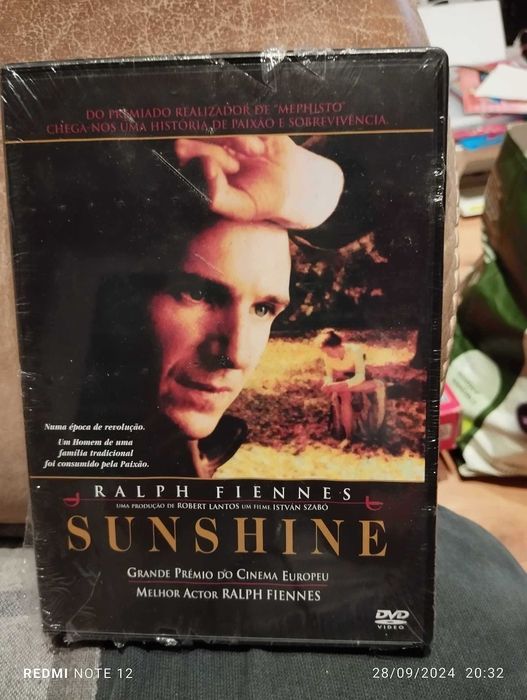 DO PREMIADO REALIZADOR DE "MEPHISTO"
CHEGA-NOS UMA HISTÓRIA DE PAIXÃO E SOBREVIVÊNCIA.
Numa época de revolução.
Um Homem de uma
família tradicional
foi consumido pela Paixão.
RALPH FIENNES
UMA PRODUÇÃO DE ROBERT LANTOS UM FILME ISTVÁN SZABÓ
SUNSHINE
GRANDE PRÉMIO DO CINEMA EUROPEU
MELHOR ACTOR RALPH FIENNES
DVD
VIDEO
REDMI NOTE 12
28/09/2024 20:32